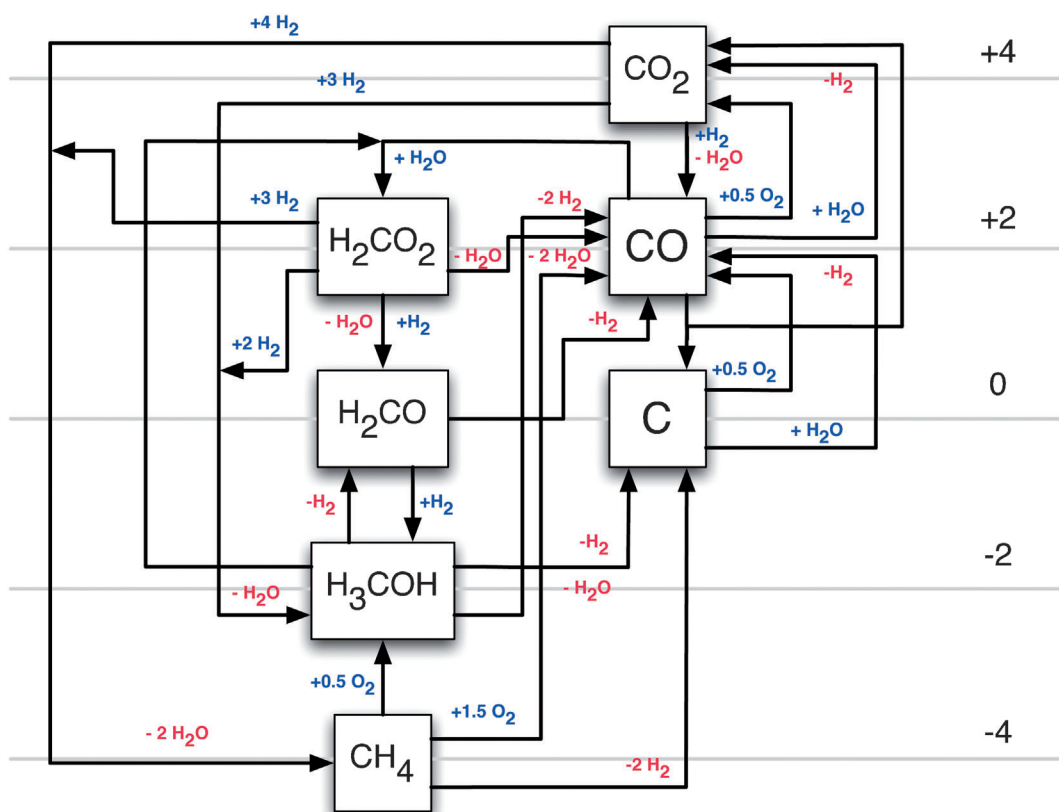 +4 H2
CO2
+4
+3 H2
-H2
+H2
- H2O
+ H2O
+3 H2
-2 H2
+0.5 O2
+ H2O
+2
H2CO2
- H2O
- 2 H2O
CO
-H2
- H2O
+H2
-H2
+2 H2
+0.5 O2
0
H2CO
C
+ H2O
-H2
+H2
-H2
-2
H3COH
- H2O
- H2O
+0.5 O2
+1.5 O2
- 2 H2O
-4
CH4
-2 H2